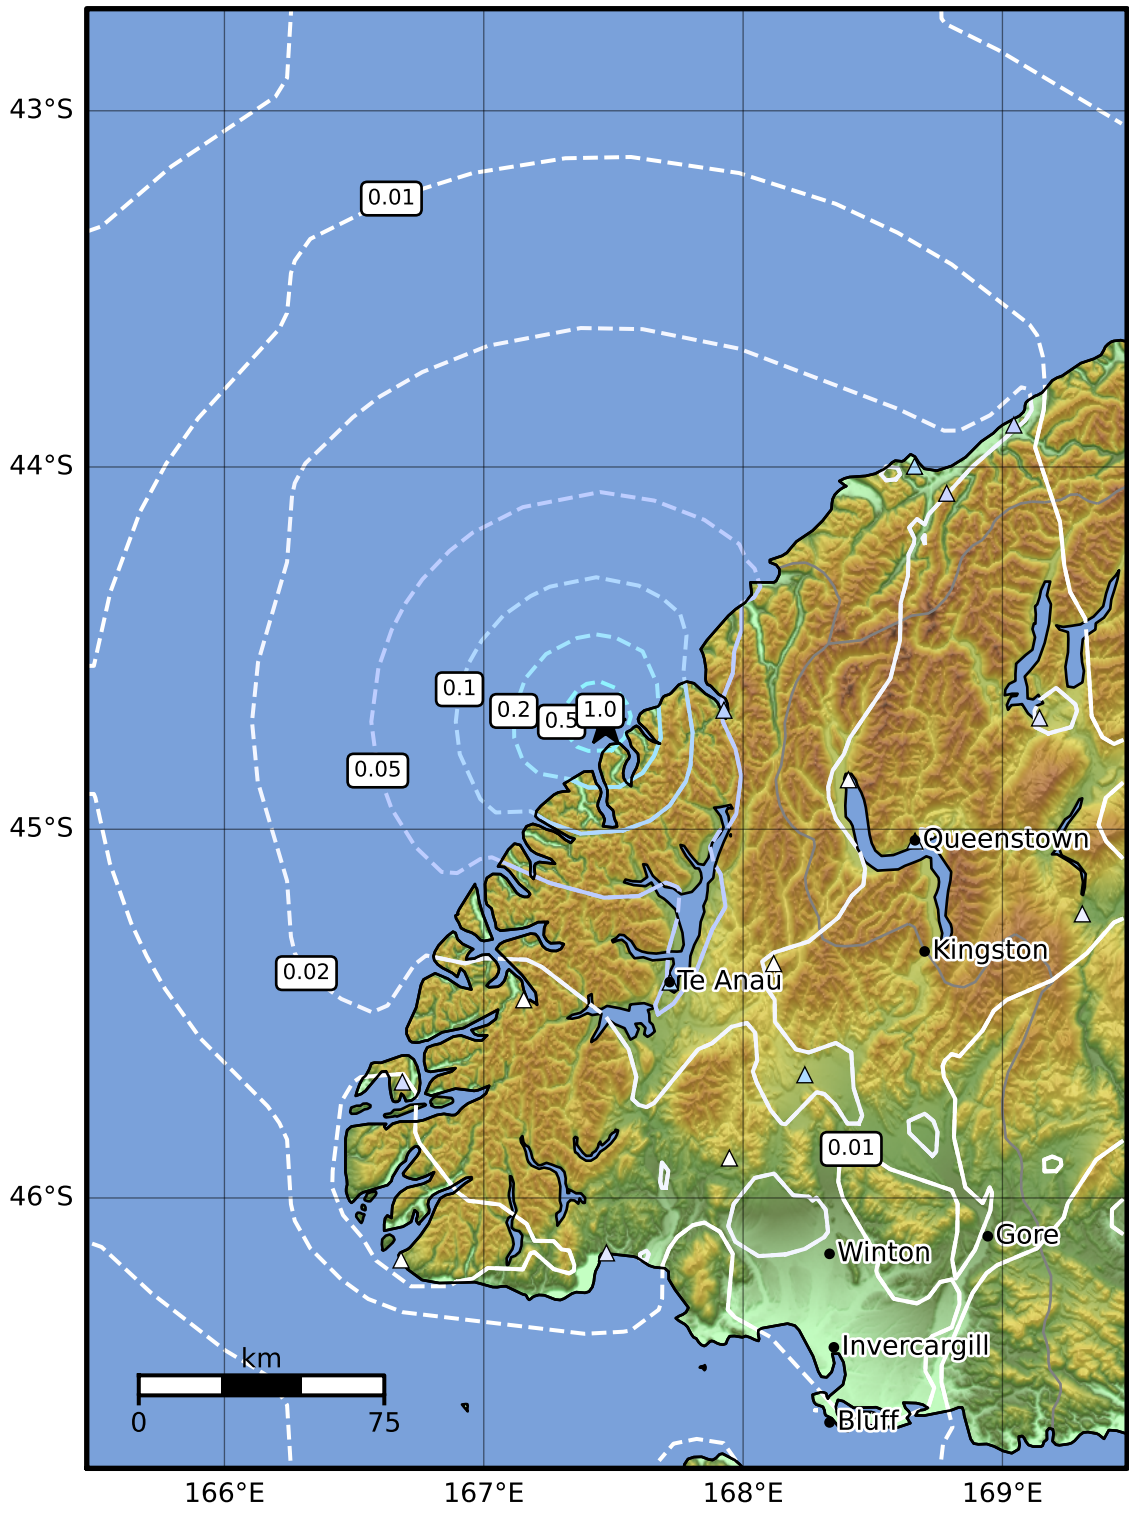 43°S
0.01
44°S
0.1
0.2
0.5
1.0
0.05
45°S
Queenstown
Kingston
0.02
Te Anau
0.01
46°S
Gore
Winton
Invercargill
km
0 75
Bluff
166°E 167°E 168°E 169°E